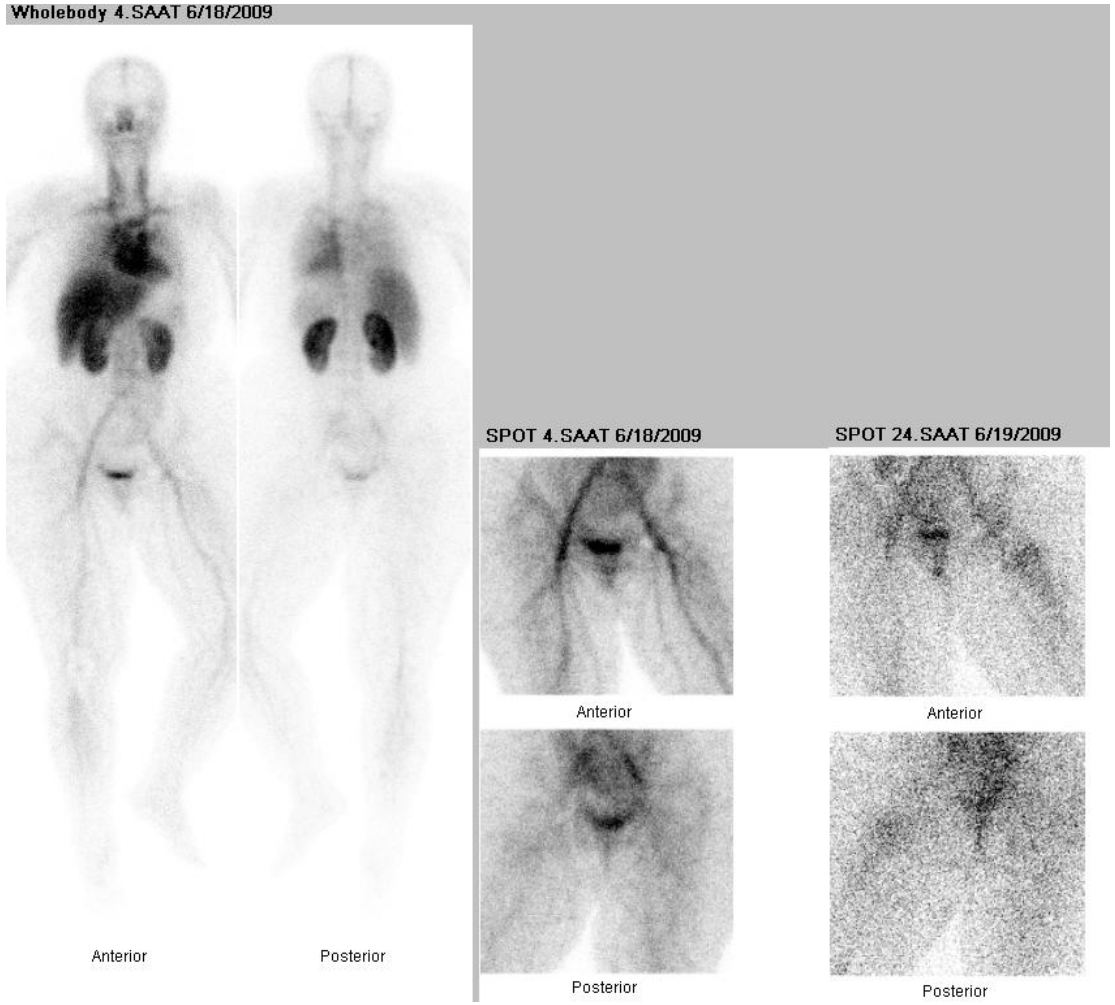 Wholebody 4.SAAT 6/18/2009
Anterior
Posterior
SPOT 4.SAAT 6/18/2009
SPOT 24.SAAT 6/19/2009
Anterior
Anterior
Posterior
Posterior